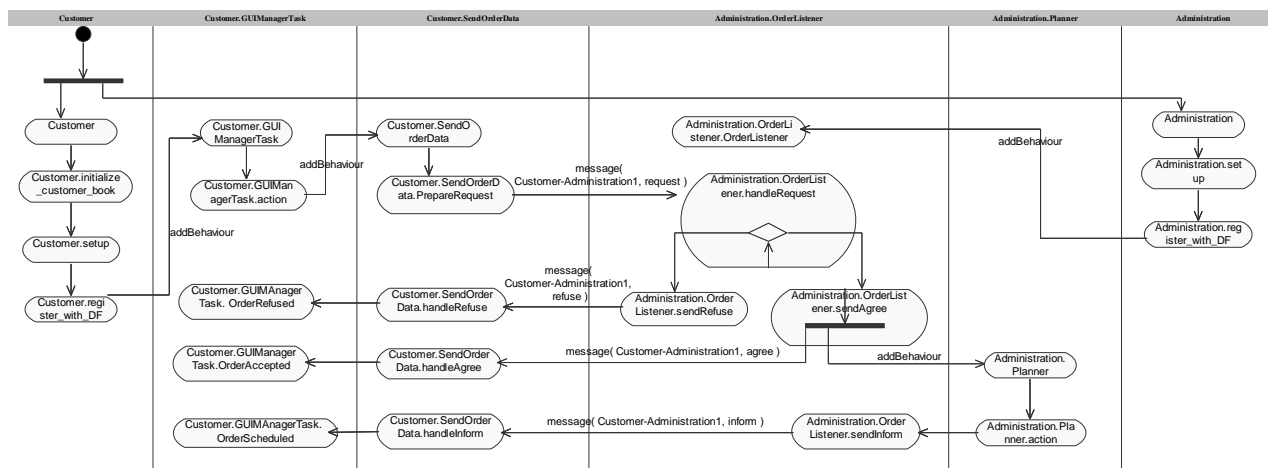 Customer
Customer.GUIManagerTask
Customer.SendOrderData
Administration.OrderListener
Administration.Planner
Administration
Customer
Customer.initialize
_customer_book
Customer.setup
Customer.regi
ster_with_DF
addBehaviour
Customer.GUI
ManagerTask
Customer.GUIMan
agerTask.action
addBehaviour
Customer.SendO
rderData
Customer.SendOrderD
ata.PrepareRequest
message(
Customer-Administration1, request )
Administration.OrderLi
stener.OrderListener
Administration.OrderList
ener.handleRequest
addBehaviour
Administration
Administration.set
up
Administration.reg
ister_with_DF
Customer.GUIMAnager
Task. OrderRefused
Customer.SendOrder
Data.handleRefuse
message(
Customer-Administration1,
refuse )
Administration.Order
Listener.sendRefuse
Administration.OrderList
ener.sendAgree
Customer.GUIManager
Task.OrderAccepted
Customer.SendOrder
Data.handleAgree
message( Customer-Administration1, agree )
addBehaviour
Administration.
Planner
Customer.GUIManagerTask.
OrderScheduled
Customer.SendOrder
Data.handleInform
message( Customer-Administration1, inform )
Administration.Order
Listener.sendInform
Administration.Pla
nner.action